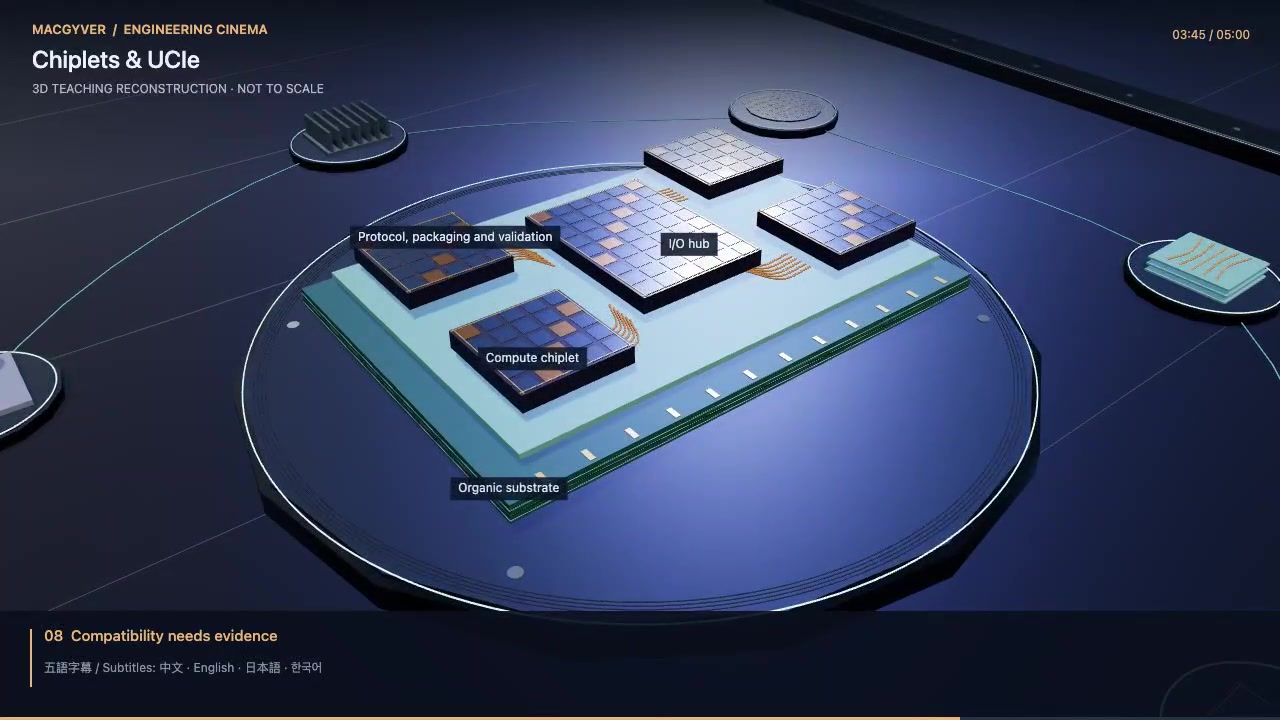 MACGYVER / ENGINEERING CINEMA
03:45 / 05:00
Chiplets & UCIe
3D TEACHING RECONSTRUCTION · NOT TO SCALE
Protocol, packaging and validation
I/O hub
Compute chiplet
Organic substrate
08 Compatibility needs evidence
五語字幕 / Subtitles: 中文 · English · 日本語 · 한국어